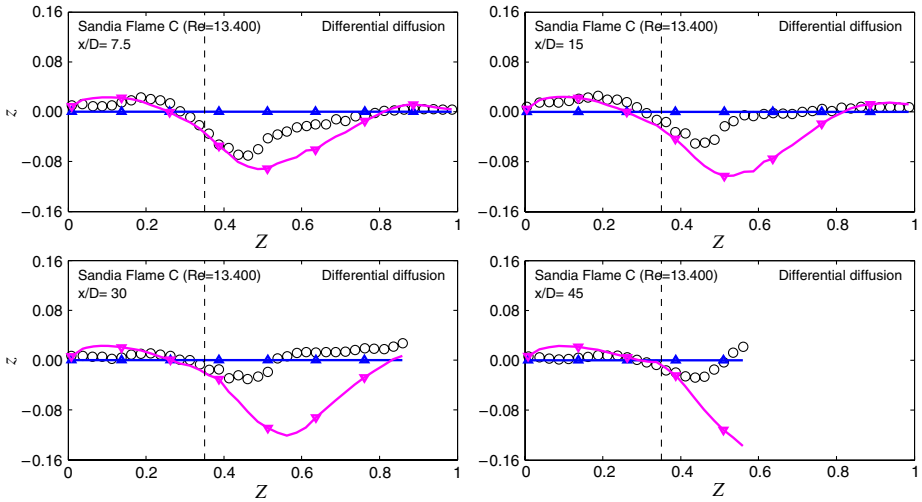 Sandia Flame C (Re=13.400) Differential diffusion
x/D= 7.5
0.16
0.08
0.00
−0.08
−0.16
z
0 0.2 0.4 0.6 0.8 1
Z
Sandia Flame C (Re=13.400) Differential diffusion
x/D= 15
0.16
0.08
0.00
−0.08
−0.16
0 0.2 0.4 0.6 0.8 1
Z
Sandia Flame C (Re=13.400) Differential diffusion
x/D= 30
0.16
0.08
0.00
−0.08
−0.16
z
0 0.2 0.4 0.6 0.8 1
Z
Sandia Flame C (Re=13.400) Differential diffusion
x/D= 45
0.16
0.08
0.00
−0.08
−0.16
0 0.2 0.4 0.6 0.8 1
Z